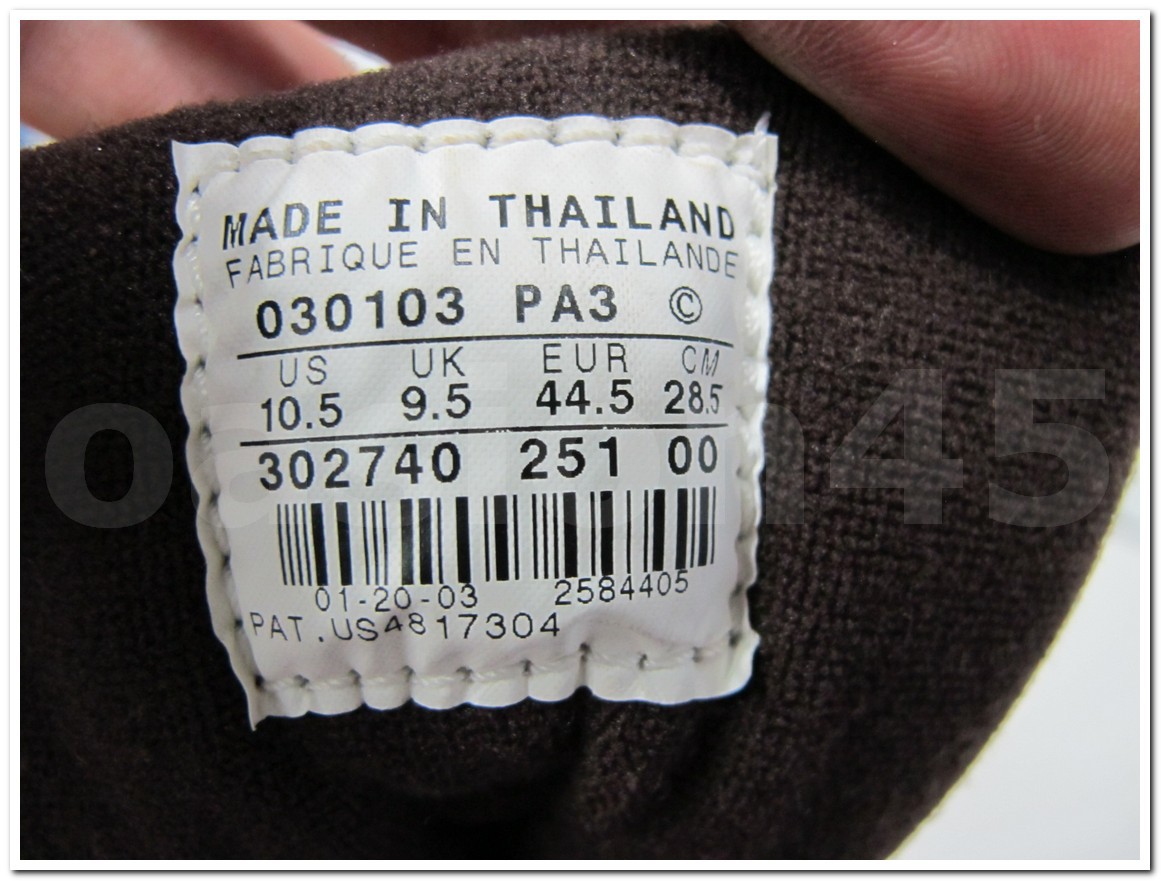 MADE IN THAILAND
FABRIQUE EN THAILANDE
030103 PA3 ©
US UK EUR CM
10.5 9.5 44.5 28.5
302740 251 00
01-20-03 2584405
PAT.US4817304